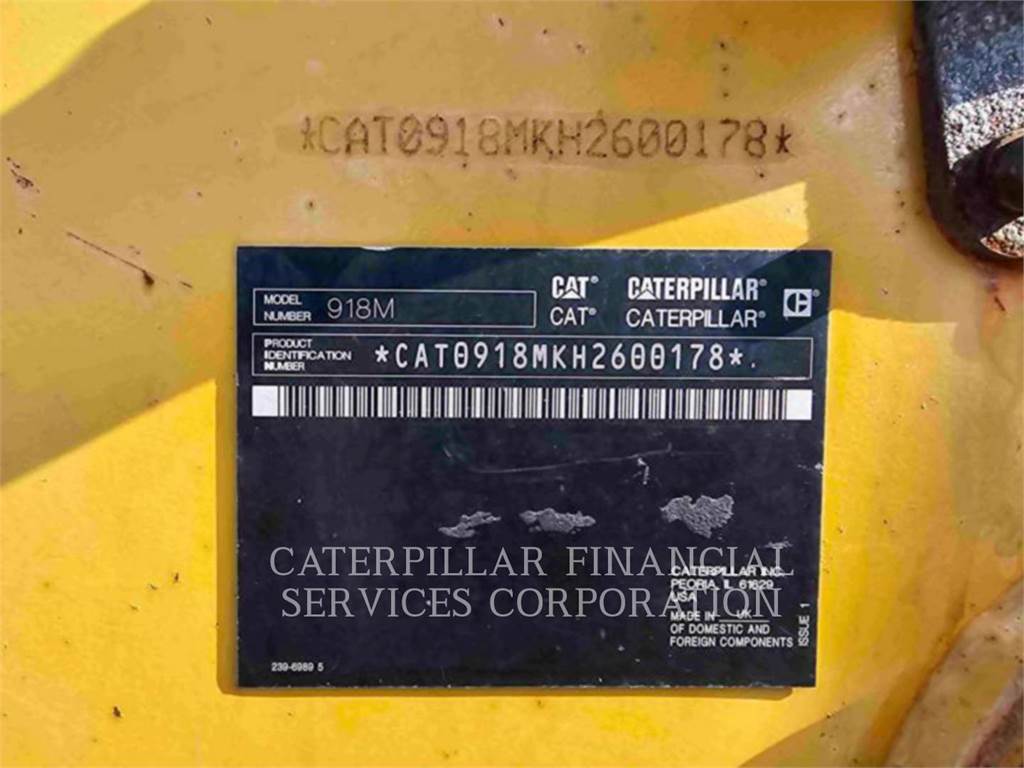 *CAT0918MKH2600178*
MODEL NUMBER 918M
CAT® CATERPILLAR®
CAT® CATERPILLAR®
PRODUCT IDENTIFICATION NUMBER *CAT0918MKH2600178*
CATERPILLAR FINANCIAL
SERVICES CORPORATION
CATERPILLAR INC.
PEORIA, IL 61629
USA
MADE IN UK
OF DOMESTIC AND
FOREIGN COMPONENTS
ISSUE 1
239-6989 5